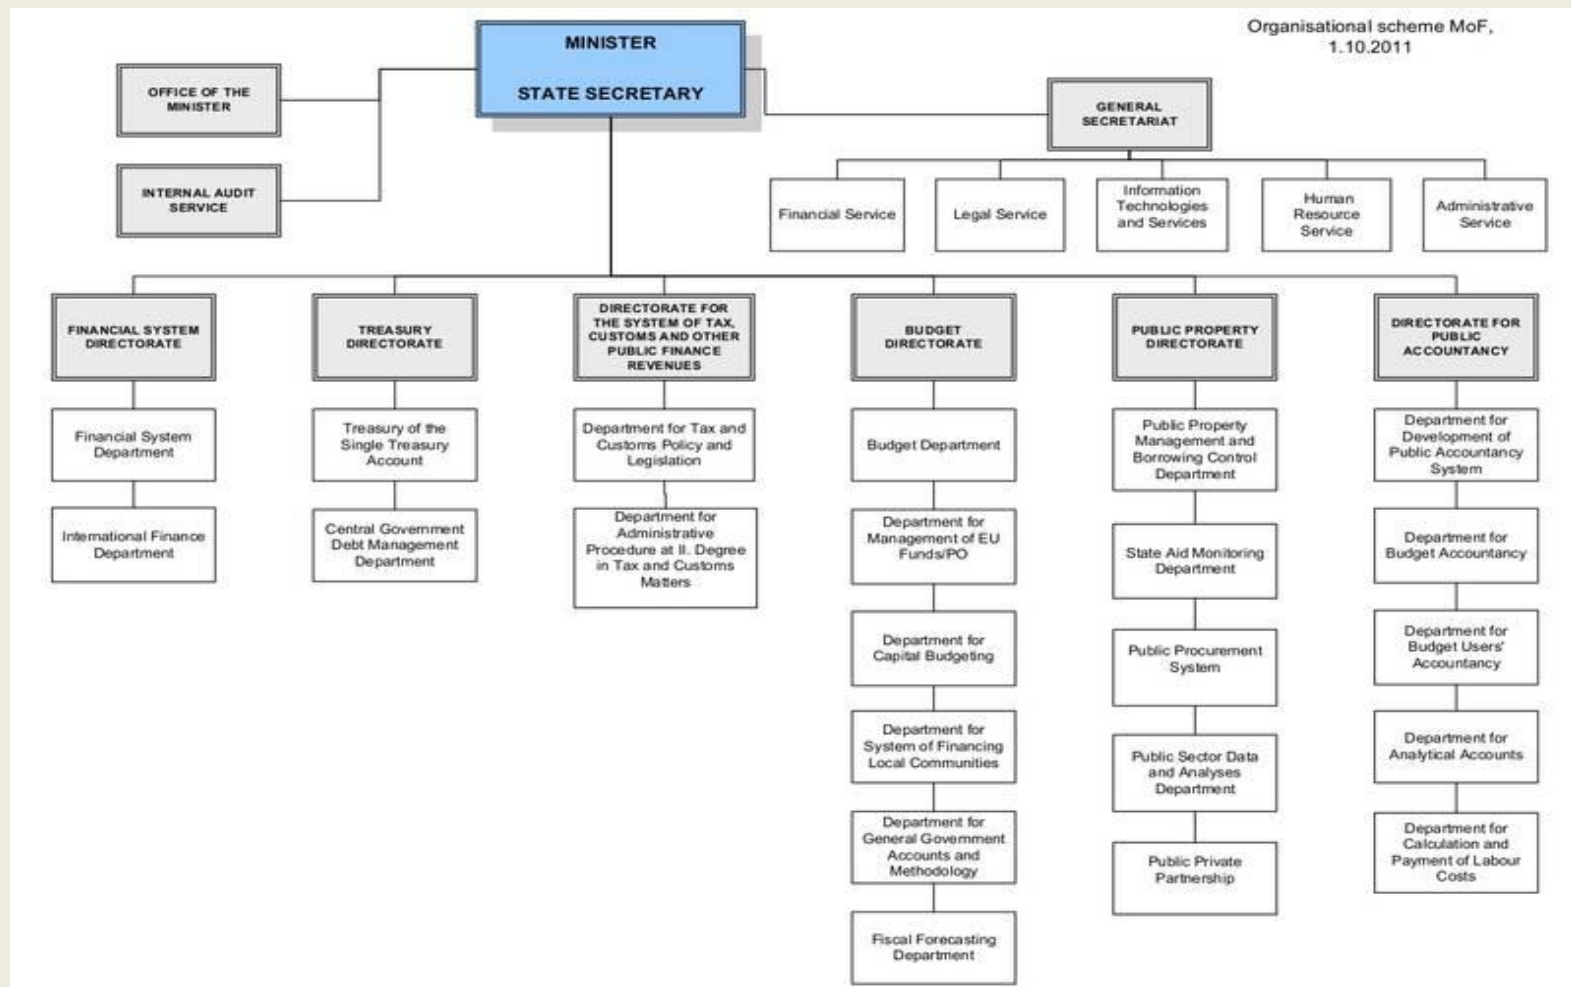 Organisational scheme MoF,
1.10.2011
MINISTER
STATE SECRETARY
OFFICE OF THE
MINISTER
INTERNAL AUDIT
SERVICE
GENERAL
SECRETARIAT
Financial Service
Legal Service
Information
Technologies
and Services
Human
Resource
Service
Administrative
Service
FINANCIAL SYSTEM
DIRECTORATE
Financial System
Department
International Finance
Department
TREASURY
DIRECTORATE
Treasury of the
Single Treasury
Account
Central Government
Debt Management
Department
DIRECTORATE FOR
THE SYSTEM OF TAX,
CUSTOMS AND OTHER
PUBLIC FINANCE
REVENUES
Department for Tax and
Customs Policy and
Legislation
Department for
Administrative
Procedure at II. Degree
in Tax and Customs
Matters
BUDGET
DIRECTORATE
Budget Department
Department for
Management of EU
Funds/PO
Department for
Capital Budgeting
Department for
System of Financing
Local Communities
Department for
General Government
Accounts and
Methodology
Fiscal Forecasting
Department
PUBLIC PROPERTY
DIRECTORATE
Public Property
Management and
Borrowing Control
Department
State Aid Monitoring
Department
Public Procurement
System
Public Sector Data
and Analyses
Department
Public Private
Partnership
DIRECTORATE FOR
PUBLIC
ACCOUNTANCY
Department for
Development of
Public Accountancy
System
Department for
Budget Accountancy
Department for
Budget Users'
Accountancy
Department for
Analytical Accounts
Department for
Calculation and
Payment of Labour
Costs